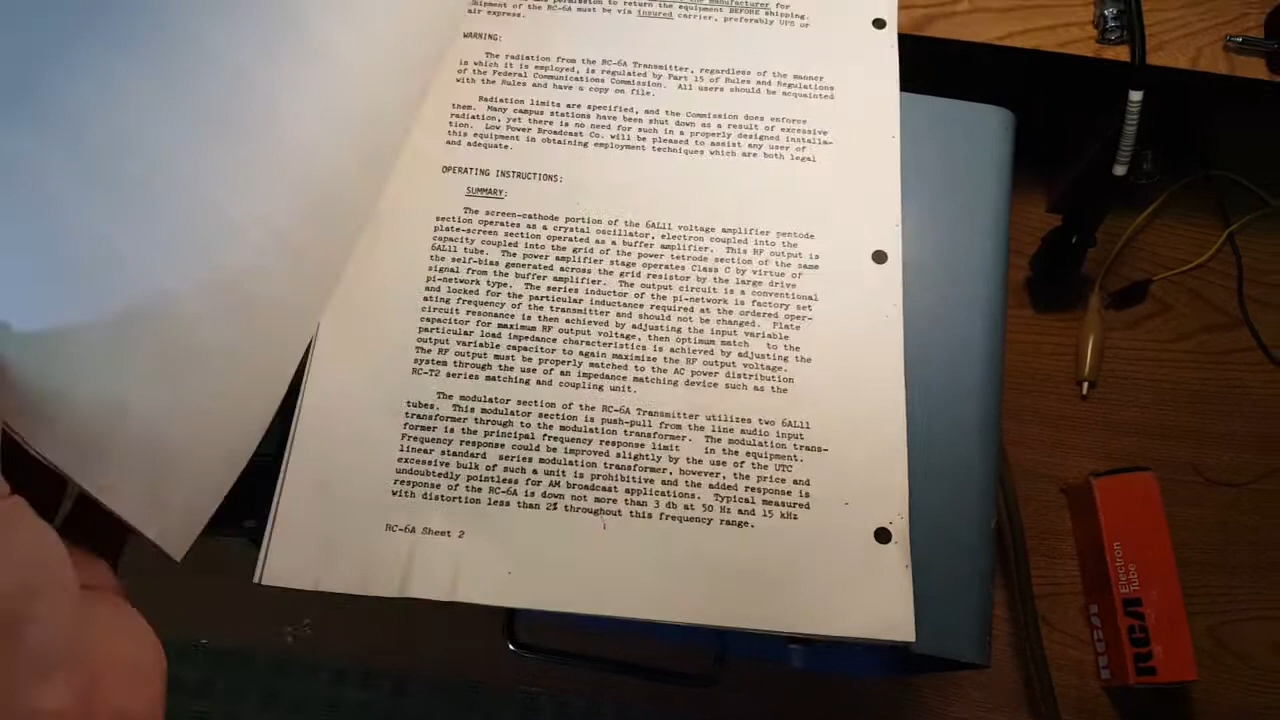 the manufacturer for
permission to return the equipment BEFORE shipping.
Shipment of the RC-6A must be via insured carrier, preferably UPS or
air express.
WARNING:
The radiation from the RC-6A Transmitter, regardless of the manner
in which it is employed, is regulated by Part 15 of Rules and Regulations
of the Federal Communications Commission. All users should be acquainted
with the Rules and have a copy on file.
Radiation limits are specified, and the Commission does enforce
them. Many campus stations have been shut down as a result of excessive
radiation, yet there is no need for such in a properly designed installa-
tion. Low Power Broadcast Co. will be pleased to assist any user of
this equipment in obtaining employment techniques which are both legal
and adequate.
OPERATING INSTRUCTIONS:
SUMMARY:
The screen-cathode portion of the 6AL11 voltage amplifier pentode
section operates as a crystal oscillator, electron coupled into the
plate-screen section operated as a buffer amplifier. This RF output is
capacity coupled into the grid of the power tetrode section of the same
6AL11 tube. The power amplifier stage operates Class C by virtue of
the self-bias generated across the grid resistor by the large drive
signal from the buffer amplifier. The output circuit is a conventional
pi-network type. The series inductor of the pi-network is factory set
and locked for the particular inductance required at the ordered oper-
ating frequency of the transmitter and should not be changed. Plate
circuit resonance is then achieved by adjusting the input variable
capacitor for maximum RF output voltage, then optimum match to the
particular load impedance characteristics is achieved by adjusting the
output variable capacitor to again maximize the RF output voltage.
The RF output must be properly matched to the AC power distribution
system through the use of an impedance matching device such as the
RC-T2 series matching and coupling unit.
The modulator section of the RC-6A Transmitter utilizes two 6AL11
tubes. This modulator section is push-pull from the line audio input
transformer through to the modulation transformer. The modulation trans-
former is the principal frequency response limit in the equipment.
Frequency response could be improved slightly by the use of the UTC
linear standard series modulation transformer, however, the price and
excessive bulk of such a unit is prohibitive and the added response is
undoubtedly pointless for AM broadcast applications. Typical measured
response of the RC-6A is down not more than 3 db at 50 Hz and 15 kHz
with distortion less than 2% throughout this frequency range.
RC-6A Sheet 2
RCA RCA Electron
Tube